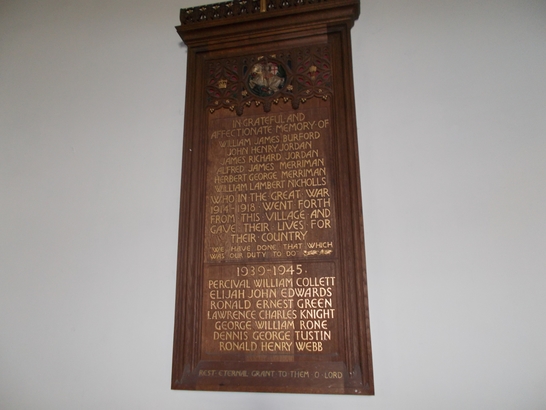 IN GRATEFUL AND
AFFECTIONATE MEMORY OF
WILLIAM JAMES BURFORD
JOHN HENRY JORDAN
JAMES RICHARD JORDAN
ALFRED JAMES MERRIMAN
HERBERT GEORGE MERRIMAN
WILLIAM LAMBERT NICHOLLS
WHO IN THE GREAT WAR
1914-1918 WENT FORTH
FROM THIS VILLAGE AND
GAVE THEIR LIVES FOR
THEIR COUNTRY
WE HAVE DONE THAT WHICH
WAS OUR DUTY TO DO
1939-1945.
PERCIVAL WILLIAM COLLETT
ELIJAH JOHN EDWARDS
RONALD ERNEST GREEN
LAWRENCE CHARLES KNIGHT
GEORGE WILLIAM RONE
DENNIS GEORGE TUSTIN
RONALD HENRY WEBB
REST ETERNAL GRANT TO THEM O LORD